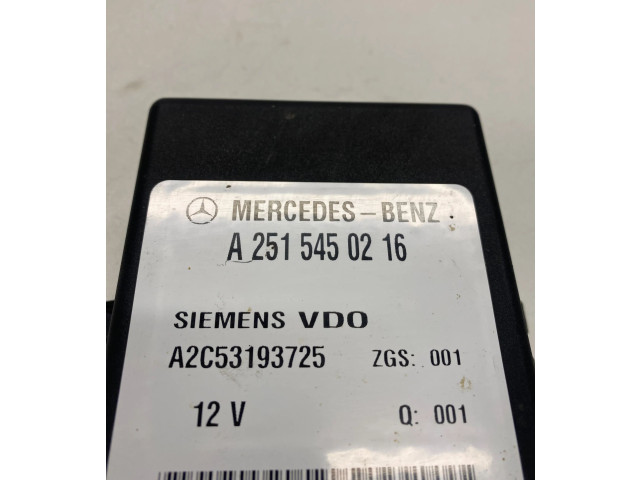 MERCEDES-BENZ
A 251 545 02 16
SIEMENS VDO
A2C53193725 ZGS: 001
12 V Q: 001